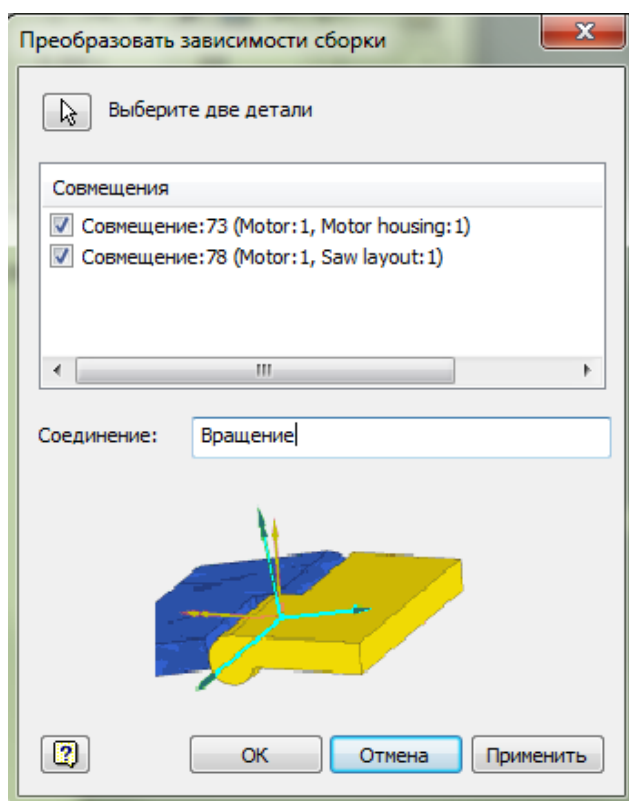 Преобразовать зависимости сборки
Выберите две детали
Совмещения
Совмещение:73 (Motor:1, Motor housing:1)
Совмещение:78 (Motor:1, Saw layout:1)
Соединение: Вращение
ОК Отмена Применить